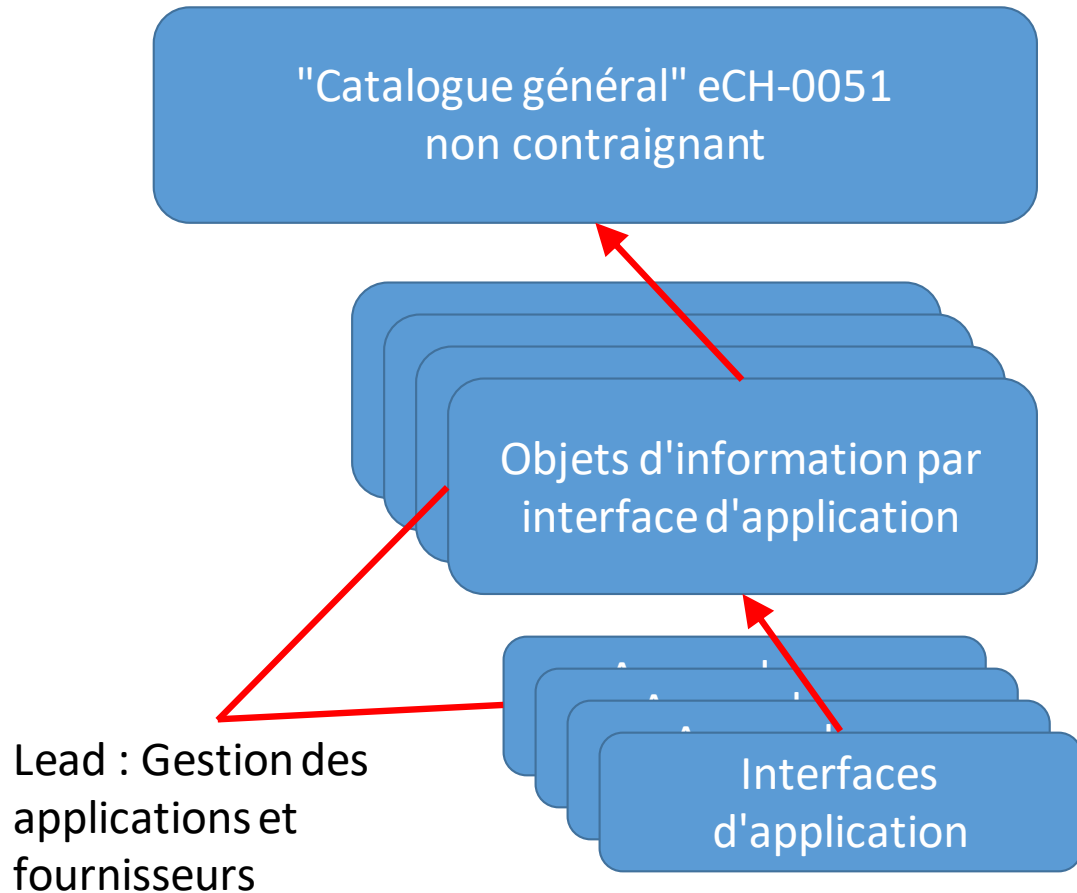 "Catalogue général" eCH-0051
non contraignant
Objets d'information par
interface d'application
Interfaces
d'application
Lead : Gestion des
applications et
fournisseurs